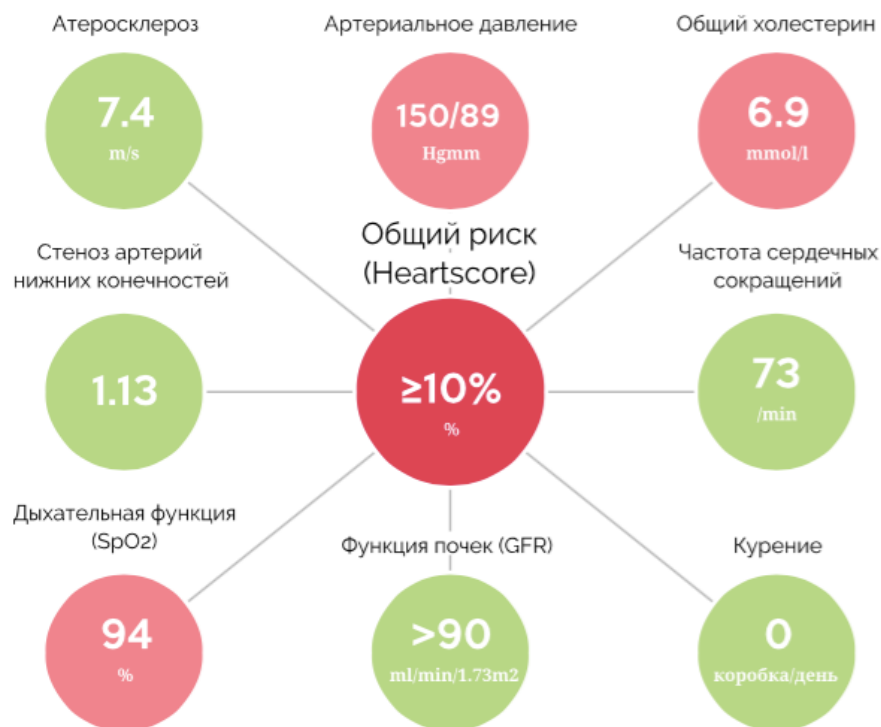 Атеросклероз
7.4
m/s
Артериальное давление
150/89
Hgmm
Общий холестерин
6.9
mmol/l
Стеноз артерий
нижних конечностей
1.13
Общий риск
(Heartscore)
≥10%
%
Частота сердечных
сокращений
73
/min
Дыхательная функция
(SpO2)
94
%
Функция почек (GFR)
>90
ml/min/1.73m2
Курение
0
коробка/день